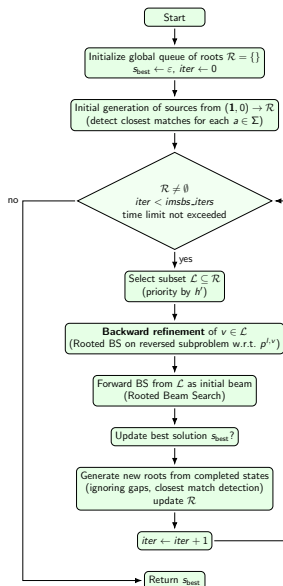 Start
Initialize global queue of roots ℛ = {}
s_best ← ε, iter ← 0
Initial generation of sources from (1, 0) → ℛ
(detect closest matches for each a ∈ Σ)
ℛ ≠ ∅
iter < imsbs_iters
time limit not exceeded
no
yes
Select subset ℒ ⊆ ℛ
(priority by h′)
Backward refinement of v ∈ ℒ
(Rooted BS on reversed subproblem w.r.t. p^{l,v})
Forward BS from ℒ as initial beam
(Rooted Beam Search)
Update best solution s_best?
Generate new roots from completed states
(ignoring gaps, closest match detection)
update ℛ
iter ← iter + 1
Return s_best